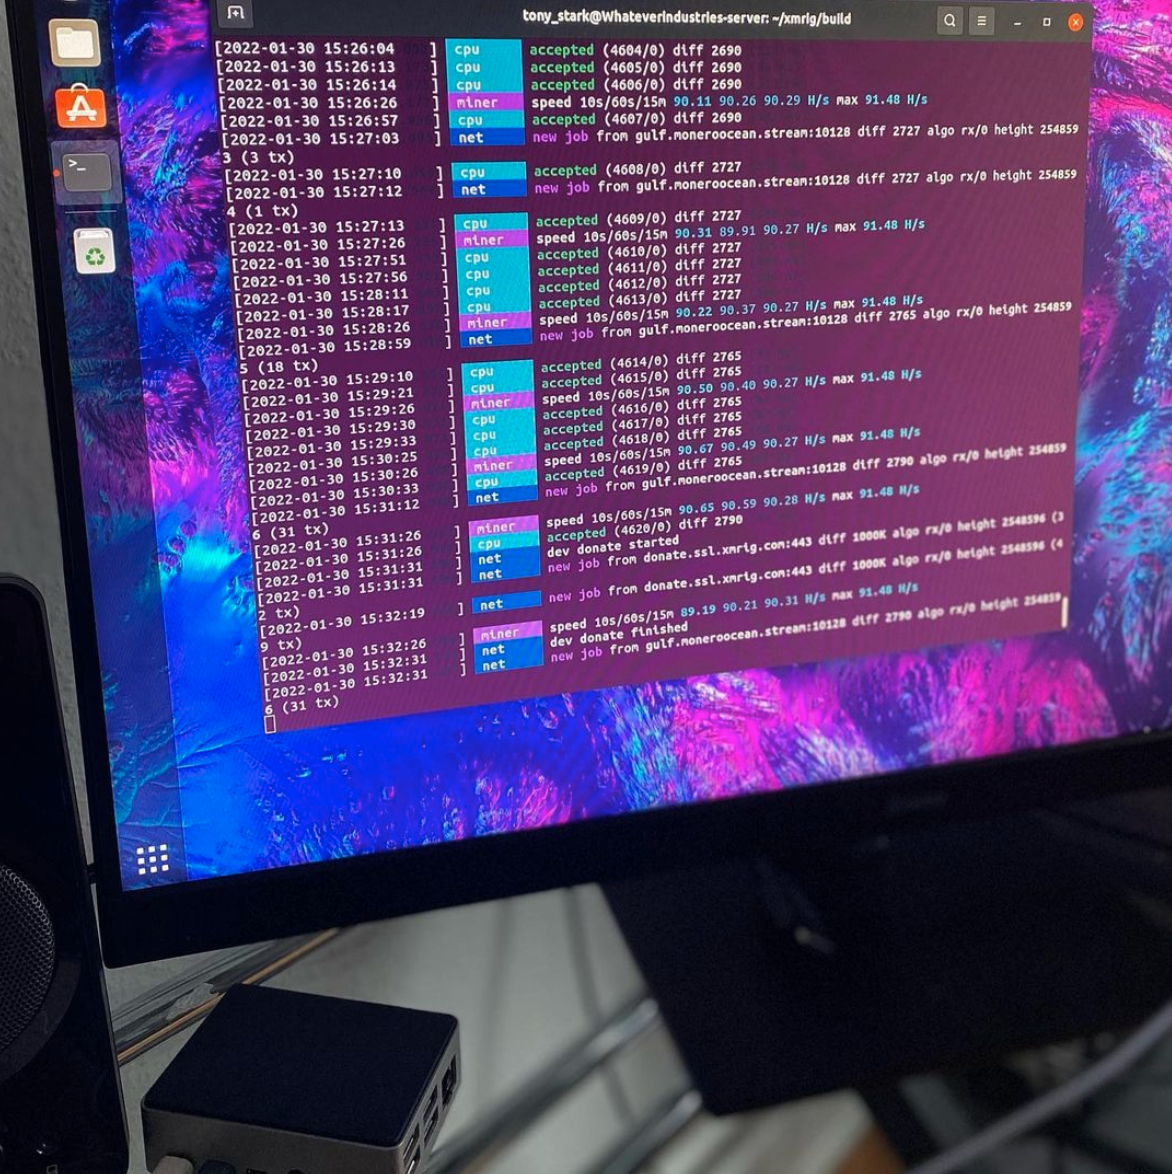 tony_stark@WhateverIndustries-server: ~/xmrig/build
[2022-01-30 15:26:04 ] cpu accepted (4604/0) diff 2690
[2022-01-30 15:26:13 ] cpu accepted (4605/0) diff 2690
[2022-01-30 15:26:14 ] cpu accepted (4606/0) diff 2690
[2022-01-30 15:26:26 ] miner speed 10s/60s/15m 90.11 90.26 90.29 H/s max 91.48 H/s
[2022-01-30 15:26:57 ] cpu accepted (4607/0) diff 2690
[2022-01-30 15:27:03 ] net new job from gulf.moneroocean.stream:10128 diff 2727 algo rx/0 height 254859
3 (3 tx)
[2022-01-30 15:27:10 ] cpu accepted (4608/0) diff 2727
[2022-01-30 15:27:12 ] net new job from gulf.moneroocean.stream:10128 diff 2727 algo rx/0 height 254859
4 (1 tx)
[2022-01-30 15:27:13 ] cpu accepted (4609/0) diff 2727
[2022-01-30 15:27:26 ] miner speed 10s/60s/15m 90.31 89.91 90.27 H/s max 91.48 H/s
[2022-01-30 15:27:51 ] cpu accepted (4610/0) diff 2727
[2022-01-30 15:27:56 ] cpu accepted (4611/0) diff 2727
[2022-01-30 15:28:11 ] cpu accepted (4612/0) diff 2727
[2022-01-30 15:28:17 ] cpu accepted (4613/0) diff 2727
[2022-01-30 15:28:26 ] miner speed 10s/60s/15m 90.22 90.37 90.27 H/s max 91.48 H/s
[2022-01-30 15:28:59 ] net new job from gulf.moneroocean.stream:10128 diff 2765 algo rx/0 height 254859
5 (18 tx)
[2022-01-30 15:29:10 ] cpu accepted (4614/0) diff 2765
[2022-01-30 15:29:21 ] cpu accepted (4615/0) diff 2765
[2022-01-30 15:29:26 ] miner speed 10s/60s/15m 90.50 90.40 90.27 H/s max 91.48 H/s
[2022-01-30 15:29:30 ] cpu accepted (4616/0) diff 2765
[2022-01-30 15:29:33 ] cpu accepted (4617/0) diff 2765
[2022-01-30 15:30:25 ] cpu accepted (4618/0) diff 2765
[2022-01-30 15:30:26 ] miner speed 10s/60s/15m 90.67 90.49 90.27 H/s max 91.48 H/s
[2022-01-30 15:30:33 ] cpu accepted (4619/0) diff 2765
[2022-01-30 15:31:12 ] net new job from gulf.moneroocean.stream:10128 diff 2790 algo rx/0 height 254859
6 (31 tx)
[2022-01-30 15:31:26 ] miner speed 10s/60s/15m 90.65 90.59 90.28 H/s max 91.48 H/s
[2022-01-30 15:31:26 ] cpu accepted (4620/0) diff 2790
[2022-01-30 15:31:31 ] net dev donate started
[2022-01-30 15:31:31 ] net new job from donate.ssl.xmrig.com:443 diff 1000K algo rx/0 height 2548596 (3
2 tx)
[2022-01-30 15:32:19 ] net new job from donate.ssl.xmrig.com:443 diff 1000K algo rx/0 height 2548596 (4
9 tx)
[2022-01-30 15:32:26 ] miner speed 10s/60s/15m 89.19 90.21 90.31 H/s max 91.48 H/s
[2022-01-30 15:32:31 ] net dev donate finished
[2022-01-30 15:32:31 ] net new job from gulf.moneroocean.stream:10128 diff 2790 algo rx/0 height 254859
6 (31 tx)